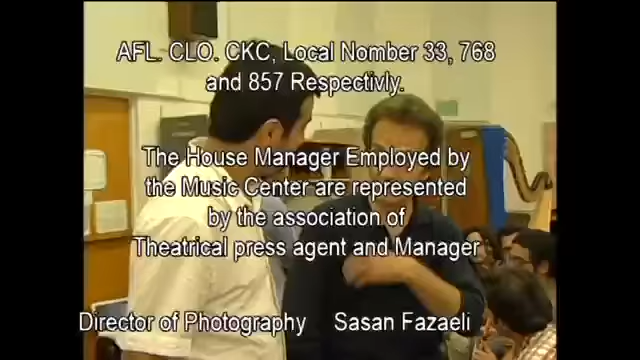 AFL. CLO. CKC, Local Nomber 33, 768
and 857 Respectivly.
The House Manager Employed by
the Music Center are represented
by the association of
Theatrical press agent and Manager
Director of Photography Sasan Fazaeli